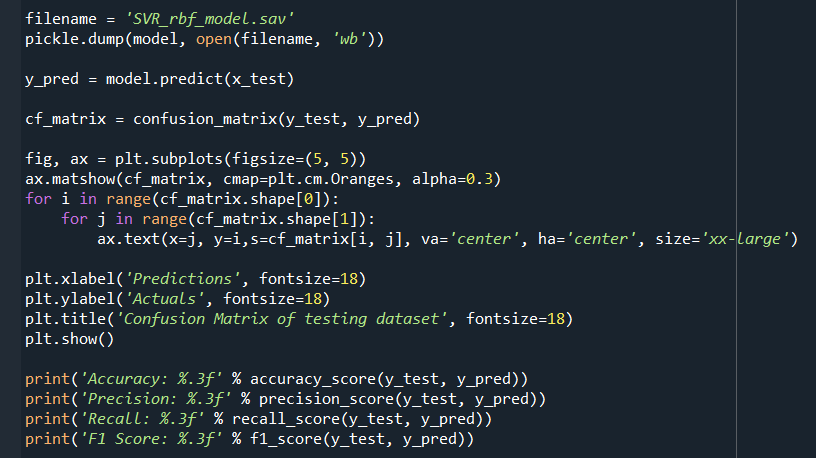 filename = 'SVR_rbf_model.sav'
pickle.dump(model, open(filename, 'wb'))
y_pred = model.predict(x_test)
cf_matrix = confusion_matrix(y_test, y_pred)
fig, ax = plt.subplots(figsize=(5, 5))
ax.matshow(cf_matrix, cmap=plt.cm.Oranges, alpha=0.3)
for i in range(cf_matrix.shape[0]):
    for j in range(cf_matrix.shape[1]):
        ax.text(x=j, y=i,s=cf_matrix[i, j], va='center', ha='center', size='xx-large')
plt.xlabel('Predictions', fontsize=18)
plt.ylabel('Actuals', fontsize=18)
plt.title('Confusion Matrix of testing dataset', fontsize=18)
plt.show()
print('Accuracy: %.3f' % accuracy_score(y_test, y_pred))
print('Precision: %.3f' % precision_score(y_test, y_pred))
print('Recall: %.3f' % recall_score(y_test, y_pred))
print('F1 Score: %.3f' % f1_score(y_test, y_pred))